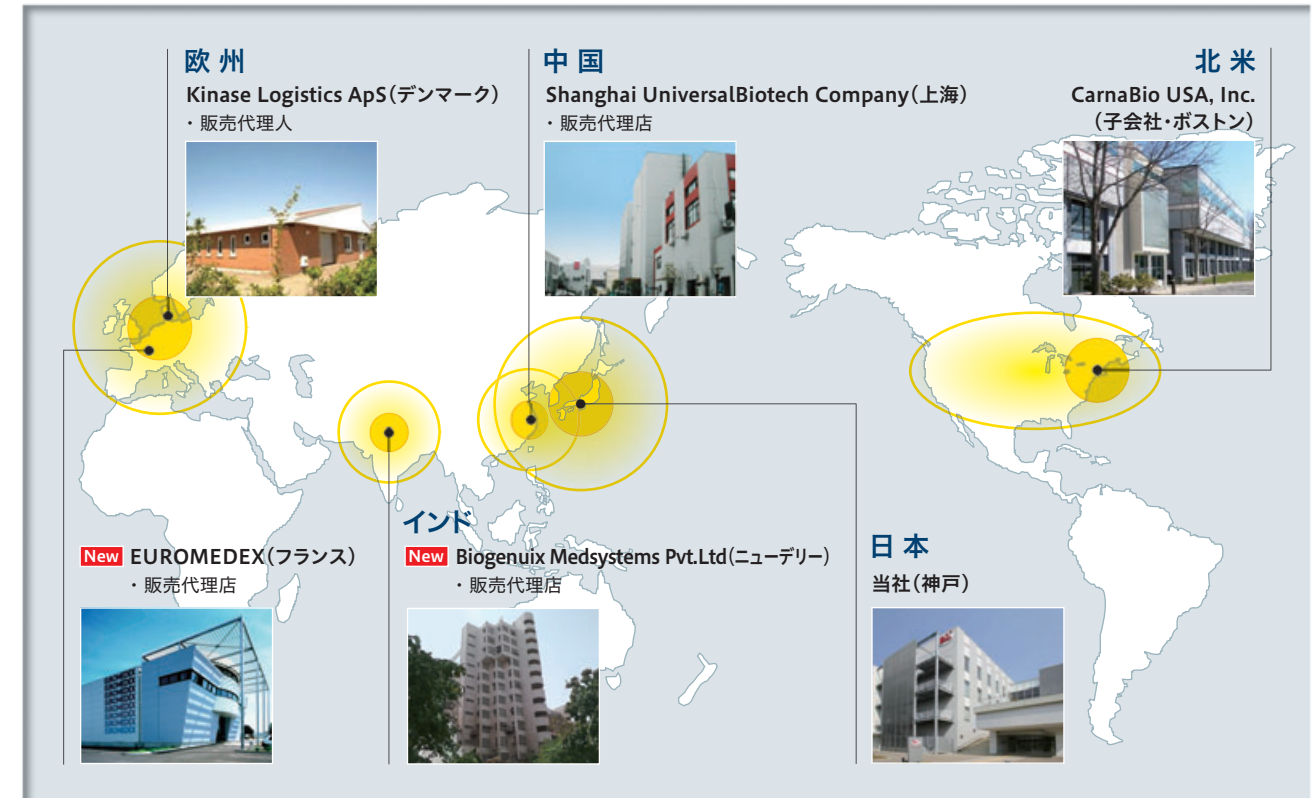 欧州
Kinase Logistics ApS（デンマーク）
・販売代理人
中国
Shanghai UniversalBiotech Company（上海）
・販売代理店
北米
CarnaBio USA, Inc.
（子会社・ボストン）
New EUROMEDEX（フランス）
・販売代理店
EUROMEDEX
インド
New Biogenuix Medsystems Pvt.Ltd（ニューデリー）
・販売代理店
日本
当社（神戸）